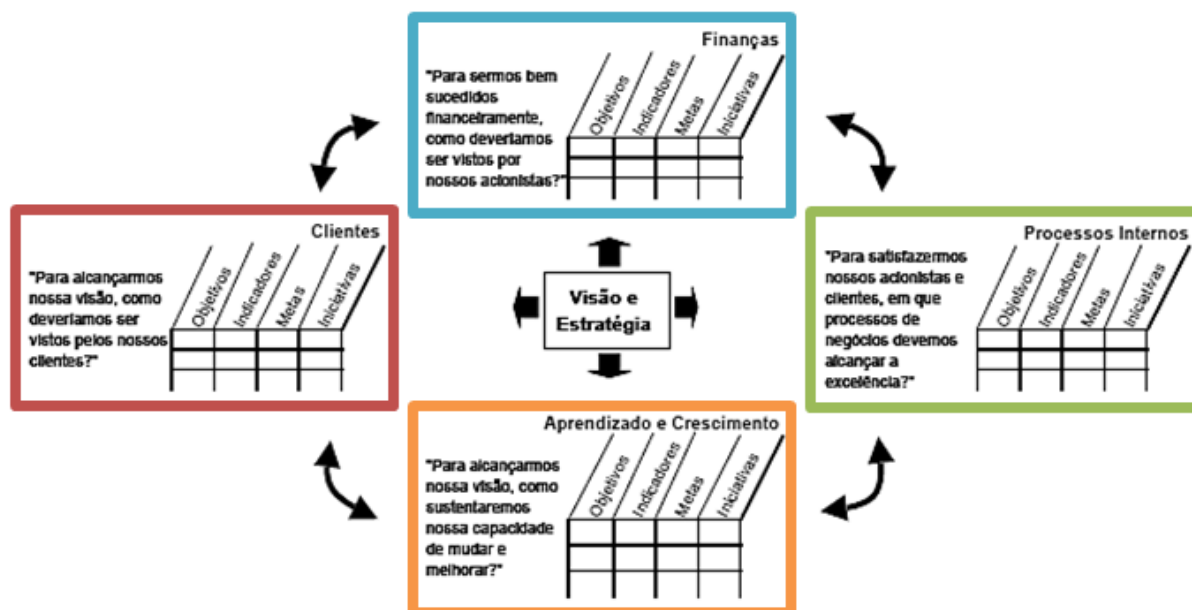 Finanças
"Para sermos bem
sucedidos
financeiramente,
como deveríamos
ser vistos por
nossos acionistas?"
Objetivos
Indicadores
Metas
Iniciativas
Clientes
"Para alcançarmos
nossa visão, como
deveríamos ser
vistos pelos nossos
clientes?"
Objetivos
Indicadores
Metas
Iniciativas
Visão e
Estratégia
Processos Internos
"Para satisfazermos
nossos acionistas e
clientes, em que
processos de
negócios devemos
alcançar a
excelência?"
Objetivos
Indicadores
Metas
Iniciativas
Aprendizado e Crescimento
"Para alcançarmos
nossa visão, como
sustentaremos
nossa capacidade
de mudar e
melhorar?"
Objetivos
Indicadores
Metas
Iniciativas